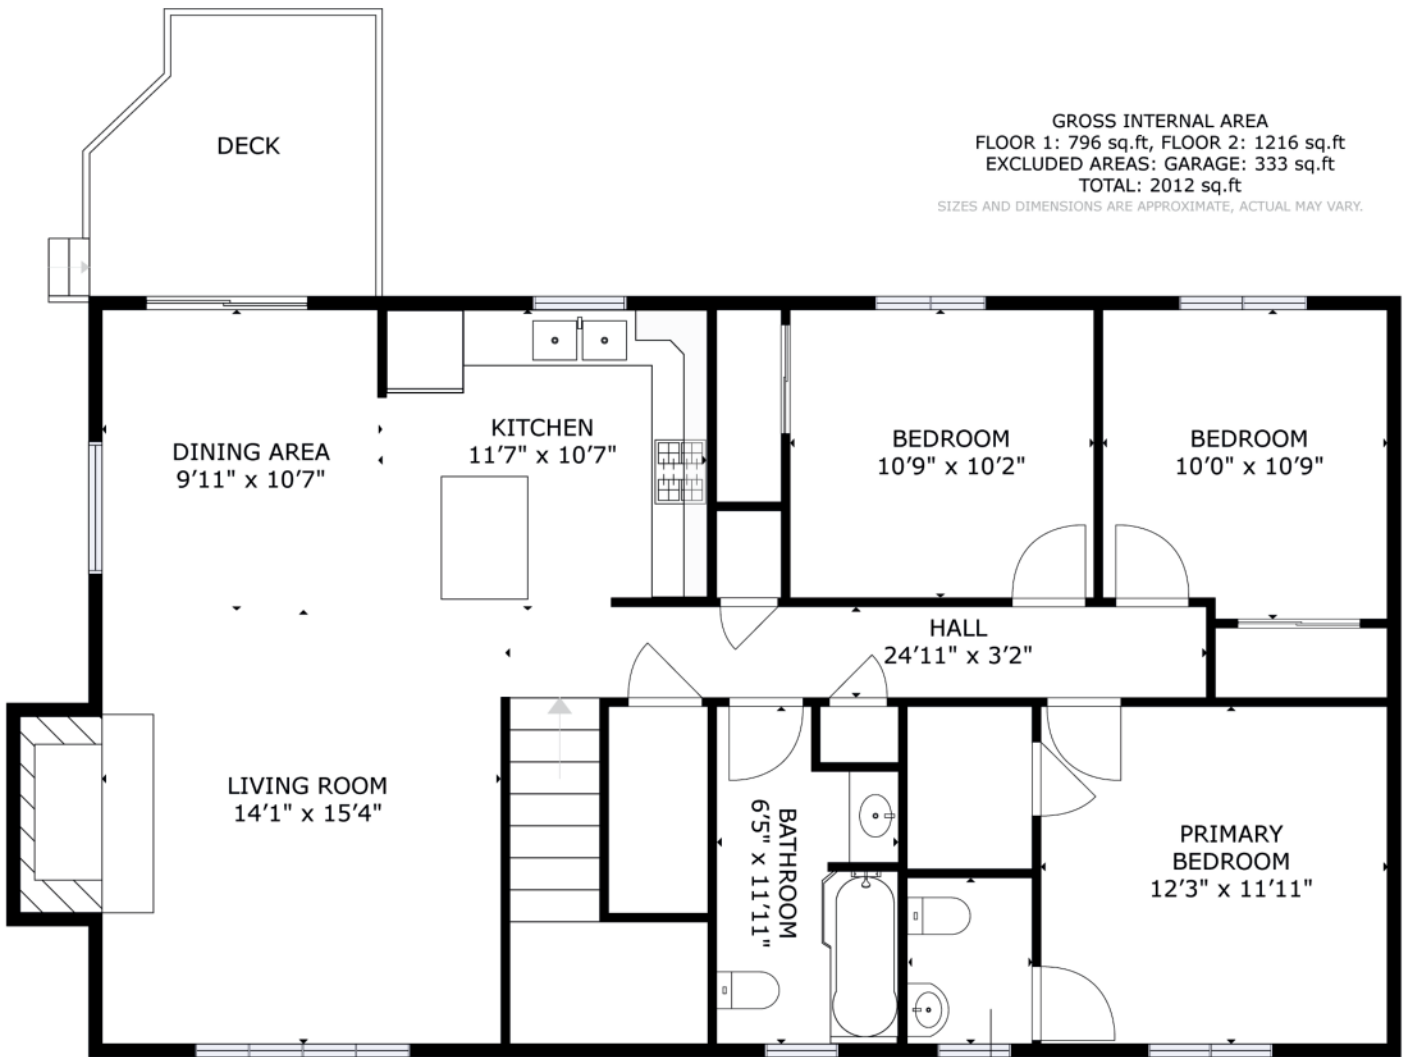 DECK
GROSS INTERNAL AREA
FLOOR 1: 796 sq.ft, FLOOR 2: 1216 sq.ft
EXCLUDED AREAS: GARAGE: 333 sq.ft
TOTAL: 2012 sq.ft
SIZES AND DIMENSIONS ARE APPROXIMATE, ACTUAL MAY VARY.
DINING AREA
9'11" x 10'7"
KITCHEN
11'7" x 10'7"
BEDROOM
10'9" x 10'2"
BEDROOM
10'0" x 10'9"
HALL
24'11" x 3'2"
LIVING ROOM
14'1" x 15'4"
BATHROOM
6'5" x 11'11"
PRIMARY
BEDROOM
12'3" x 11'11"